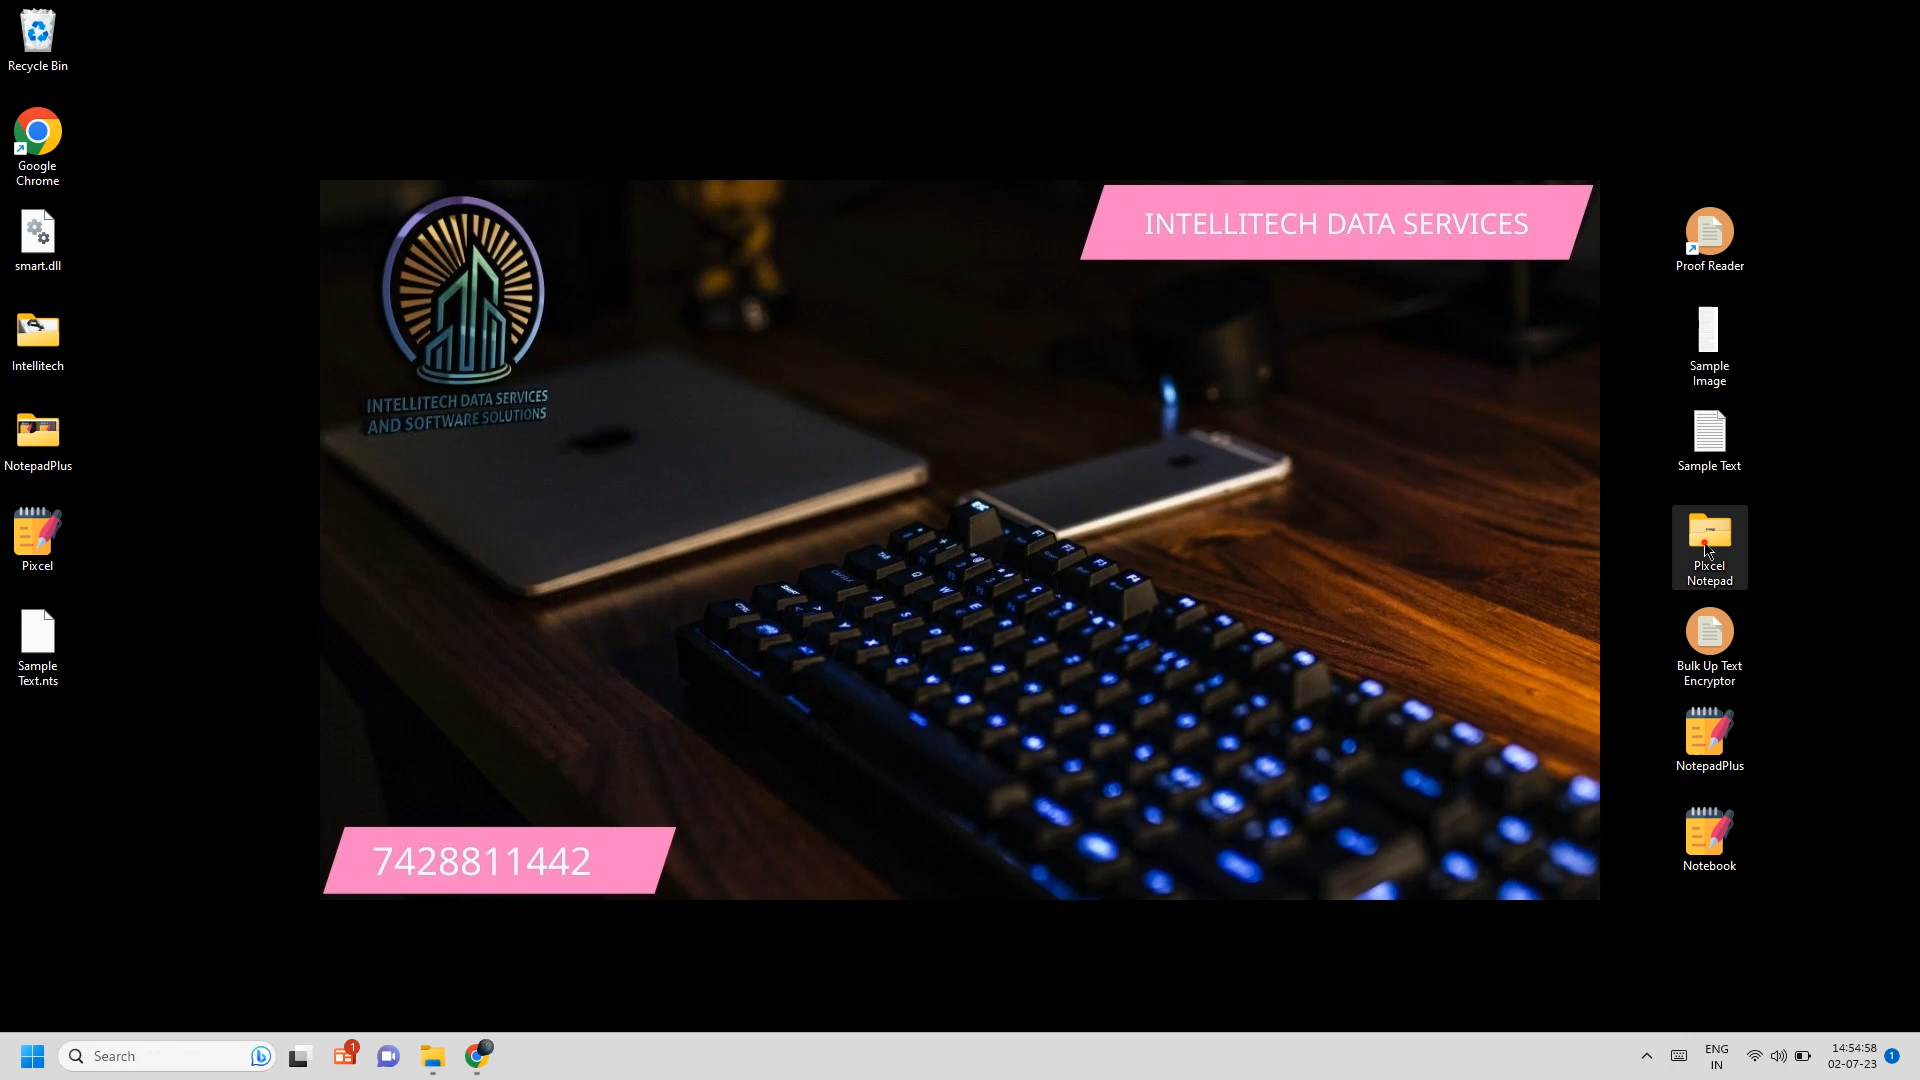 Recycle Bin
Google
Chrome
smart.dll
Intellitech
NotepadPlus
Pixcel
Sample
Text.nts
INTELLITECH DATA SERVICES
AND SOFTWARE SOLUTIONS
INTELLITECH DATA SERVICES
7428811442
Proof Reader
Sample
Image
Sample Text
PIxcel
Notepad
Bulk Up Text
Encryptor
NotepadPlus
Notebook
Search
1
ENG
IN
14:54:58
02-07-23
1